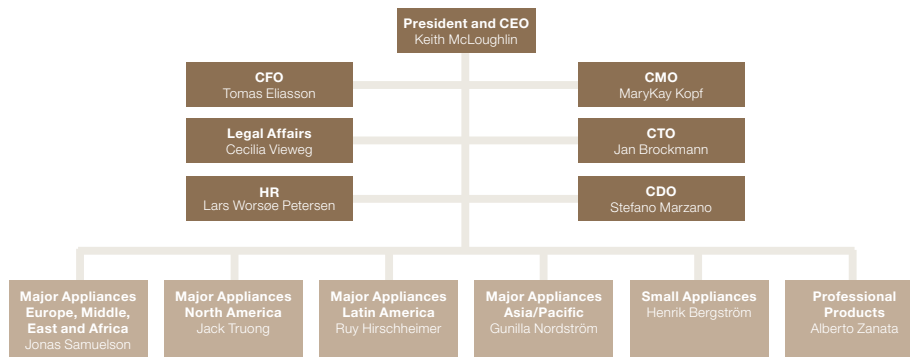 President and CEO
Keith McLoughlin
CFO
Tomas Eliasson
CMO
MaryKay Kopf
Legal Affairs
Cecilia Vieweg
CTO
Jan Brockmann
HR
Lars Worsøe Petersen
CDO
Stefano Marzano
Major Appliances
Europe, Middle,
East and Africa
Jonas Samuelson
Major Appliances
North America
Jack Truong
Major Appliances
Latin America
Ruy Hirschheimer
Major Appliances
Asia/Pacific
Gunilla Nordström
Small Appliances
Henrik Bergström
Professional
Products
Alberto Zanata